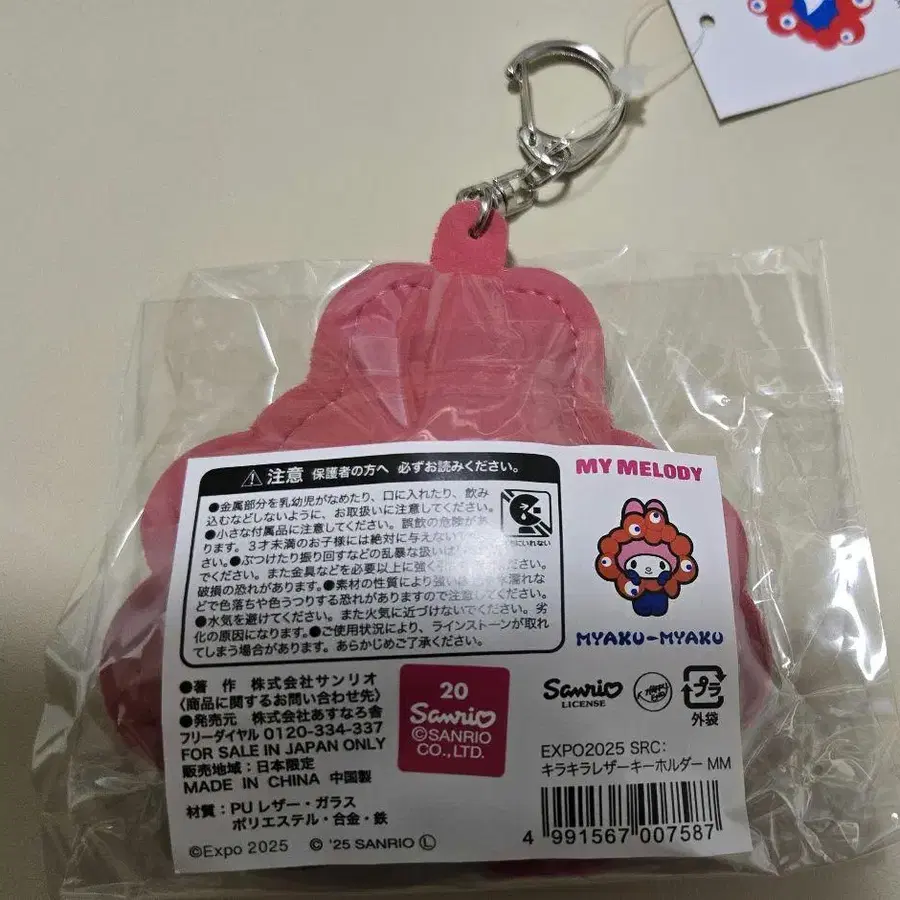 注意 保護者の方へ 必ずお読みください。
●金属部分を乳幼児がなめたり、口に入れたり、飲み
込むなどしないように、お取扱いに注意してください。
●小さな付属品に注意してください。誤飲の危険があ
ります。3才未満のお子様には絶対に与えない
さい。●ぶつけたり振り回すなどの乱暴な扱いは
でください。また金具などを必要以上に強く
ください。
破損の恐れがあります。●素材の性質により強い
水濡れな
どで色落ちや色うつりする恐れがありますので注意してください。
●水気を避けてください。また火気に近づけないでください。劣
化の原因になります。●ご使用状況により、ラインストーンが取れ
てしまう場合があります。あらかじめご了承ください。
にいれない
MY MELODY
MYAKU-MYAKU
●著 作 株式会社サンリオ
〈商品に関するお問い合わせ先〉
●発売元 株式会社あすなろ舎
フリーダイヤル 0120-334-337
FOR SALE IN JAPAN ONLY
販売地域：日本限定
MADE IN CHINA 中国製
材質：PU レザー・ガラス
ポリエステル・合金・鉄
©Expo 2025 © '25 SANRIO Ⓛ
20
Sanrio
©SANRIO
CO., LTD.
Sanrio
LICENSE
プラ
外袋
EXPO2025 SRC:
キラキラレザーキーホルダー MM
4 991567 007587